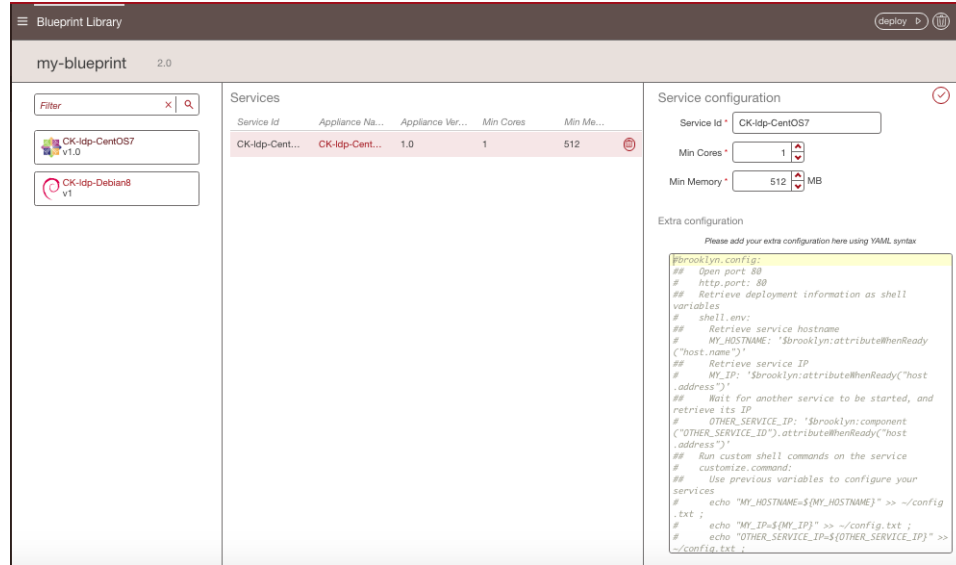 Blueprint Library
deploy
my-blueprint 2.0
Filter
CK-ldp-CentOS7
v1.0
CK-ldp-Debian8
v1
Services
Service Id Appliance Na... Appliance Ver... Min Cores Min Me...
CK-ldp-Cent... CK-ldp-Cent... 1.0 1 512
Service configuration
Service Id * CK-ldp-CentOS7
Min Cores * 1
Min Memory * 512 MB
Extra configuration
Please add your extra configuration here using YAML syntax
#brooklyn.config:
## Open port 80
# http.port: 80
## Retrieve deployment information as shell
variables
# shell.env:
## Retrieve service hostname
# MY_HOSTNAME: '$brooklyn:attributeWhenReady
("host.name")'
## Retrieve service IP
# MY_IP: '$brooklyn:attributeWhenReady("host
.address")'
## Wait for another service to be started, and
retrieve its IP
# OTHER_SERVICE_IP: '$brooklyn:component
("OTHER_SERVICE_ID").attributeWhenReady("host
.address")'
## Run custom shell commands on the service
# customize.command:
## Use previous variables to configure your
services
# echo "MY_HOSTNAME=${MY_HOSTNAME}" >> ~/config
.txt ;
# echo "MY_IP=${MY_IP}" >> ~/config.txt ;
# echo "OTHER_SERVICE_IP=${OTHER_SERVICE_IP}" >>
~/config.txt ;